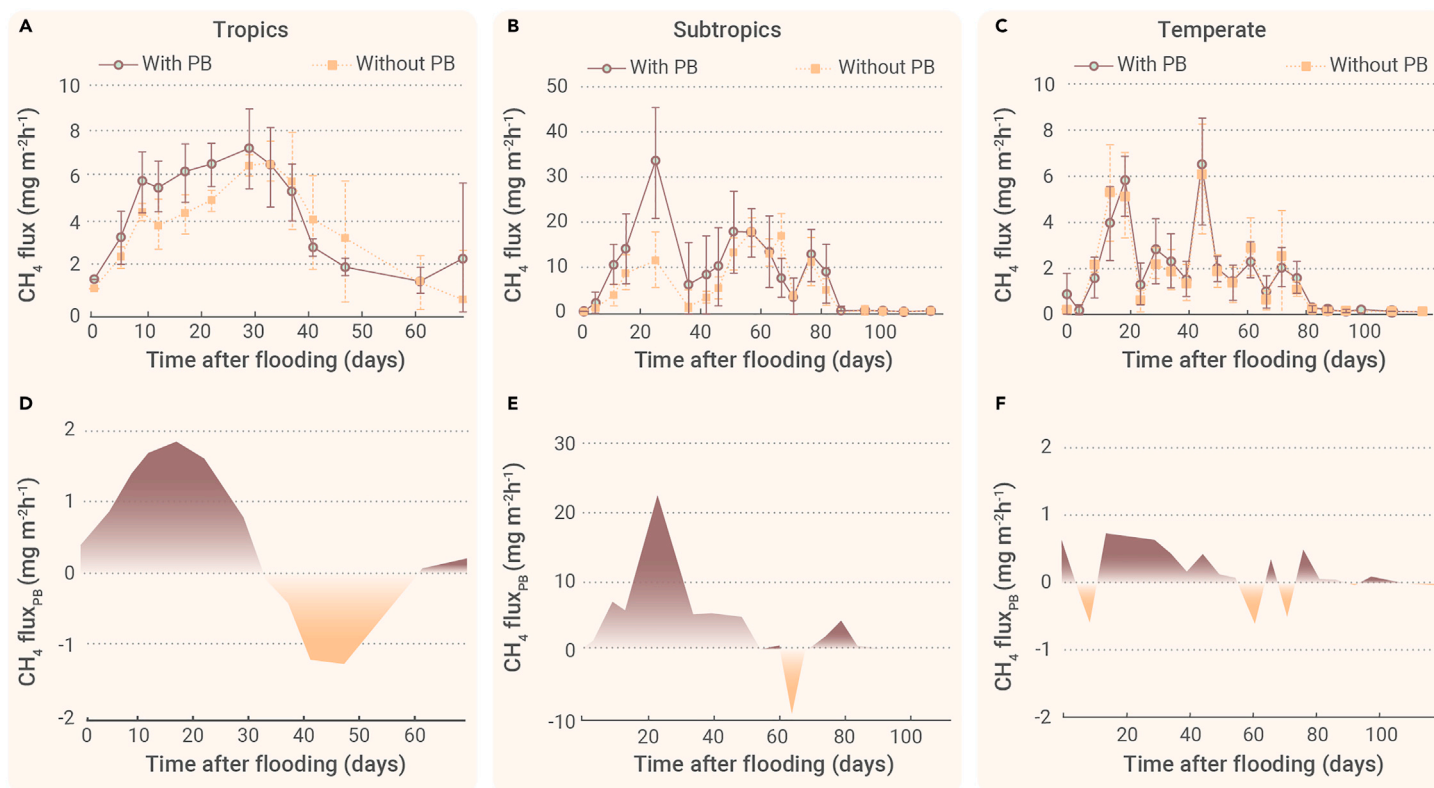 A
Tropics
With PB
Without PB
CH4 flux (mg m-2h-1)
10
8
6
4
2
0
0 10 20 30 40 50 60
Time after flooding (days)
B
Subtropics
With PB
Without PB
CH4 flux (mg m-2h-1)
50
40
30
20
10
0
0 20 40 60 80 100
Time after flooding (days)
C
Temperate
With PB
Without PB
CH4 flux (mg m-2h-1)
10
8
6
4
2
0
0 20 40 60 80 100
Time after flooding (days)
D
CH4 fluxPB (mg m-2h-1)
2
1
0
-1
-2
0 10 20 30 40 50 60
Time after flooding (days)
E
CH4 fluxPB (mg m-2h-1)
30
20
10
0
-10
20 40 60 80 100
Time after flooding (days)
F
CH4 fluxPB (mg m-2h-1)
2
1
0
-1
-2
20 40 60 80 100
Time after flooding (days)